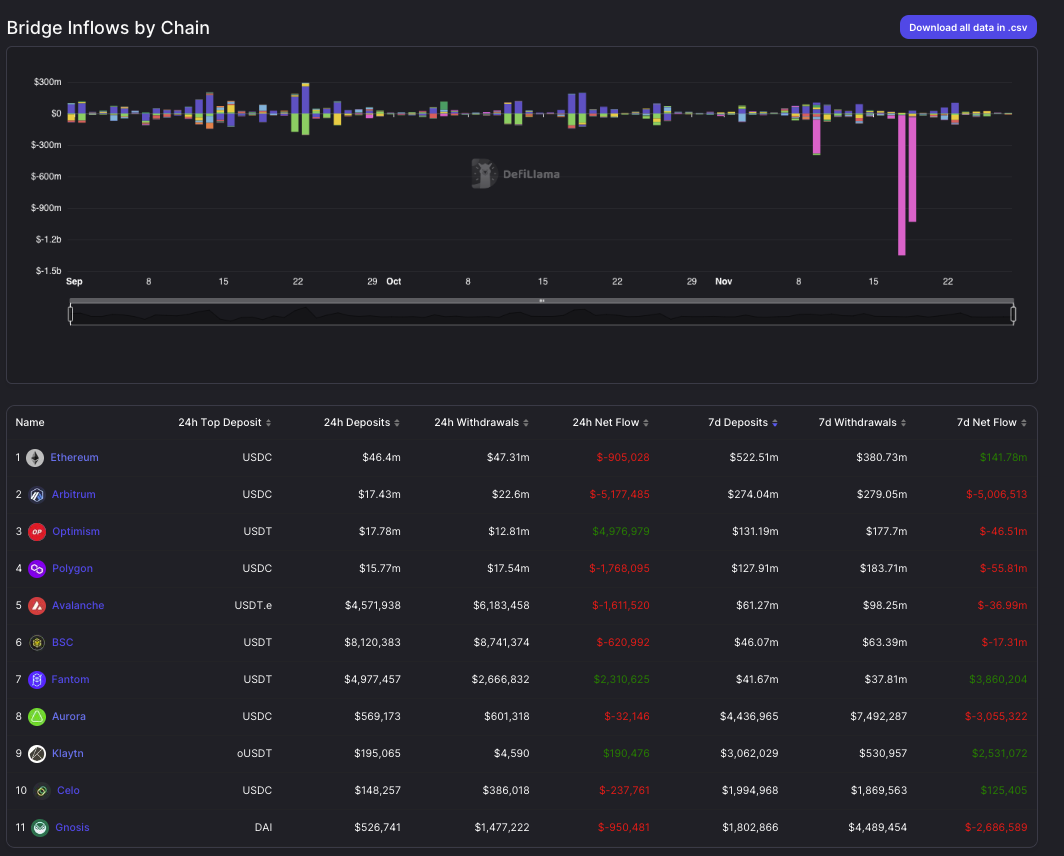 Bridge Inflows by Chain
Download all data in .csv
$300m
$0
$-300m
$-600m
$-900m
$-1.2b
$-1.5b
DefiLlama
Sep 8 15 22 29 Oct 8 15 22 29 Nov 8 15 22
Name 24h Top Deposit 24h Deposits 24h Withdrawals 24h Net Flow 7d Deposits 7d Withdrawals 7d Net Flow
1 Ethereum USDC $46.4m $47.31m $-905,028 $522.51m $380.73m $141.78m
2 Arbitrum USDC $17.43m $22.6m $-5,177,485 $274.04m $279.05m $-5,006,513
3 OP Optimism USDT $17.78m $12.81m $4,976,979 $131.19m $177.7m $-46.51m
4 Polygon USDC $15.77m $17.54m $-1,768,095 $127.91m $183.71m $-55.81m
5 Avalanche USDT.e $4,571,938 $6,183,458 $-1,611,520 $61.27m $98.25m $-36.99m
6 BSC USDT $8,120,383 $8,741,374 $-620,992 $46.07m $63.39m $-17.31m
7 Fantom USDT $4,977,457 $2,666,832 $2,310,625 $41.67m $37.81m $3,860,204
8 Aurora USDC $569,173 $601,318 $-32,146 $4,436,965 $7,492,287 $-3,055,322
9 Klaytn oUSDT $195,065 $4,590 $190,476 $3,062,029 $530,957 $2,531,072
10 Celo USDC $148,257 $386,018 $-237,761 $1,994,968 $1,869,563 $125,405
11 Gnosis DAI $526,741 $1,477,222 $-950,481 $1,802,866 $4,489,454 $-2,686,589